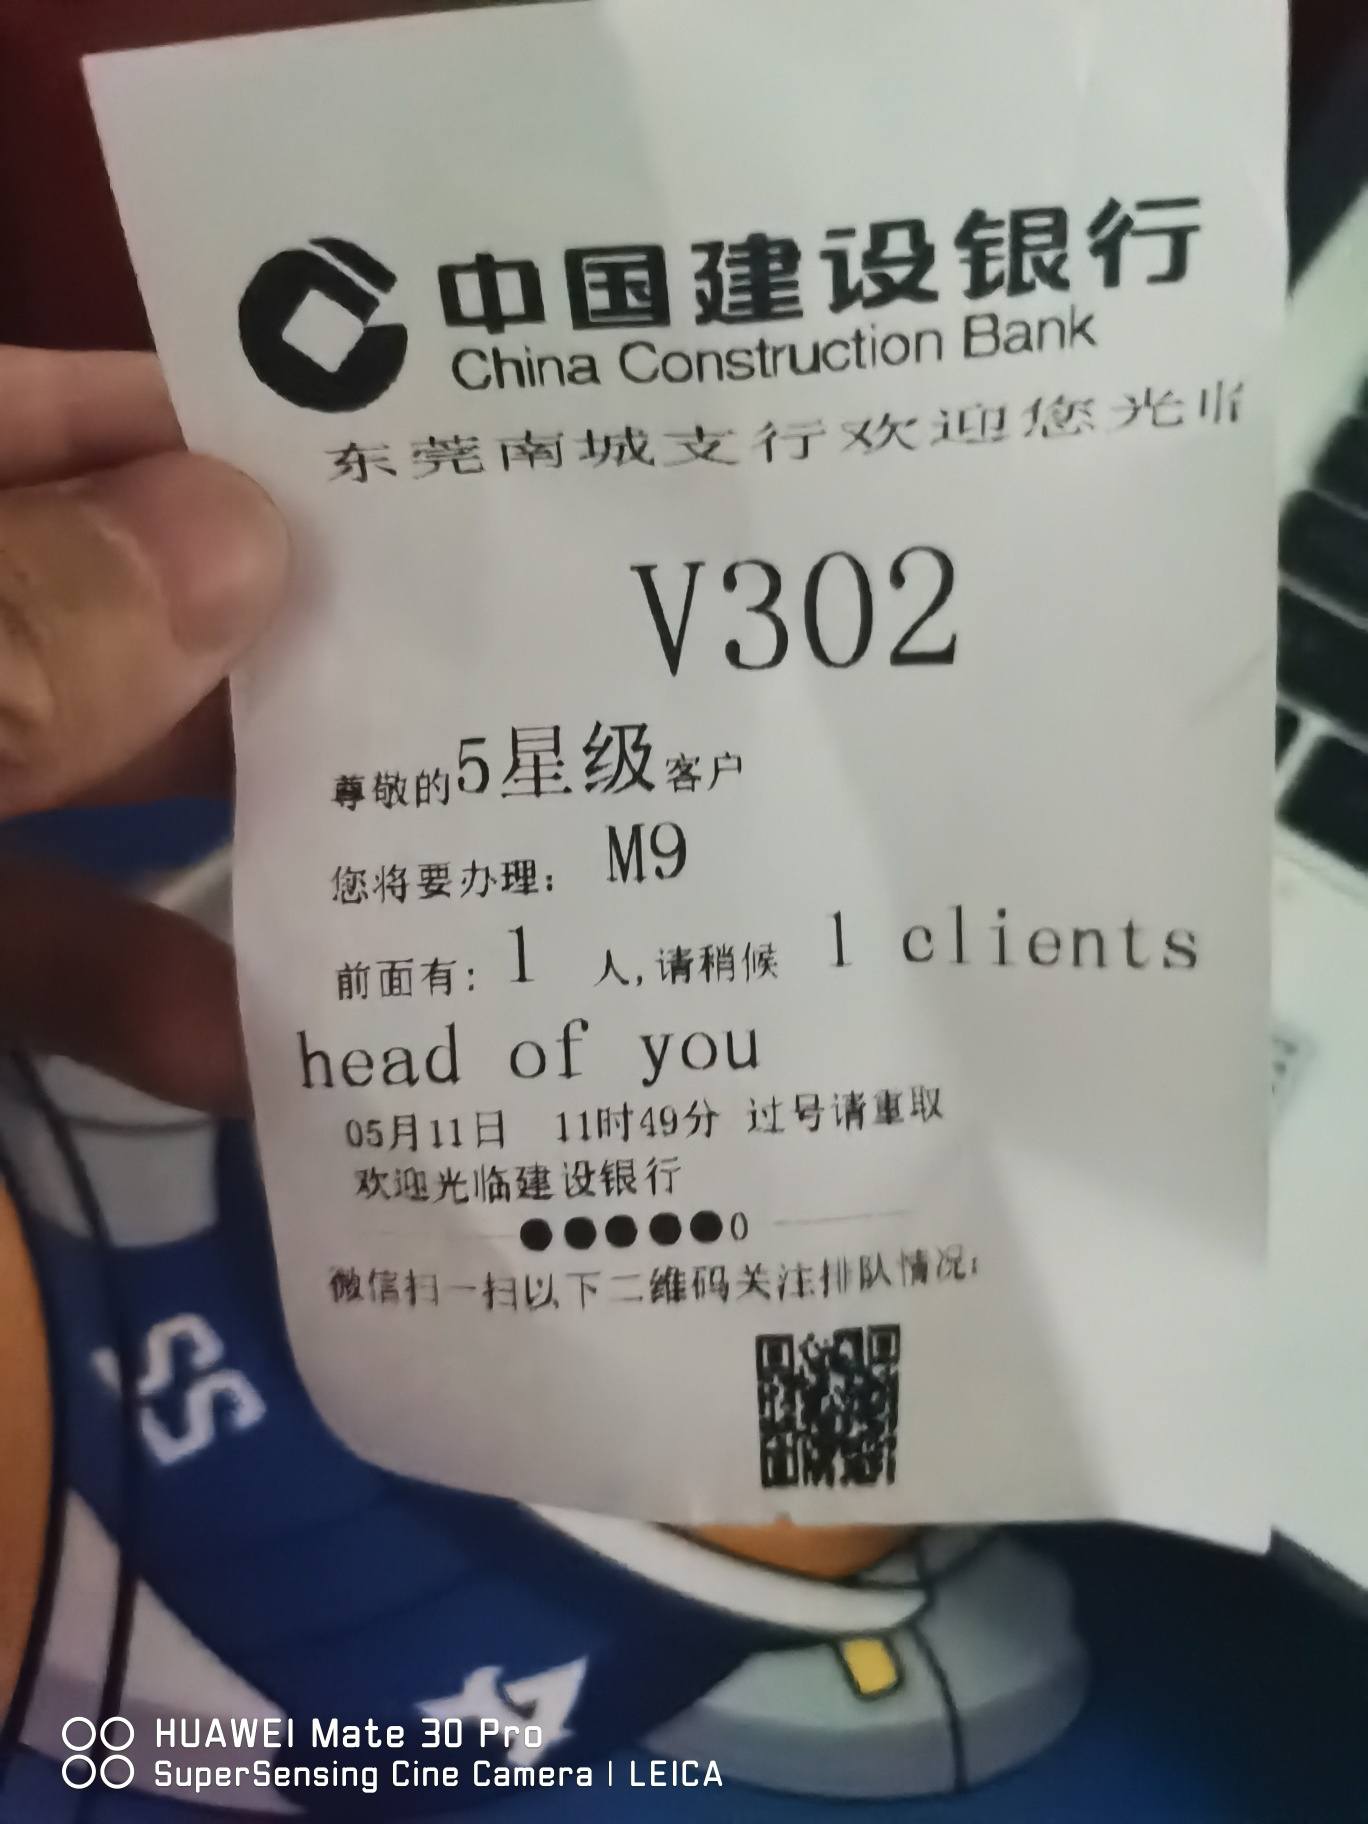 中国建设银行
China Construction Bank
东莞南城支行欢迎您光
V302
尊敬的5星级客户
您将要办理： M9
前面有： 1 人,请稍候 1 clients
head of you
05月11日 11时49分 过号请重取
欢迎光临建设银行
●●●●●0
微信扫一扫以下二维码关注排队情况：
SS
HUAWEI Mate 30 Pro
SuperSensing Cine Camera | LEICA